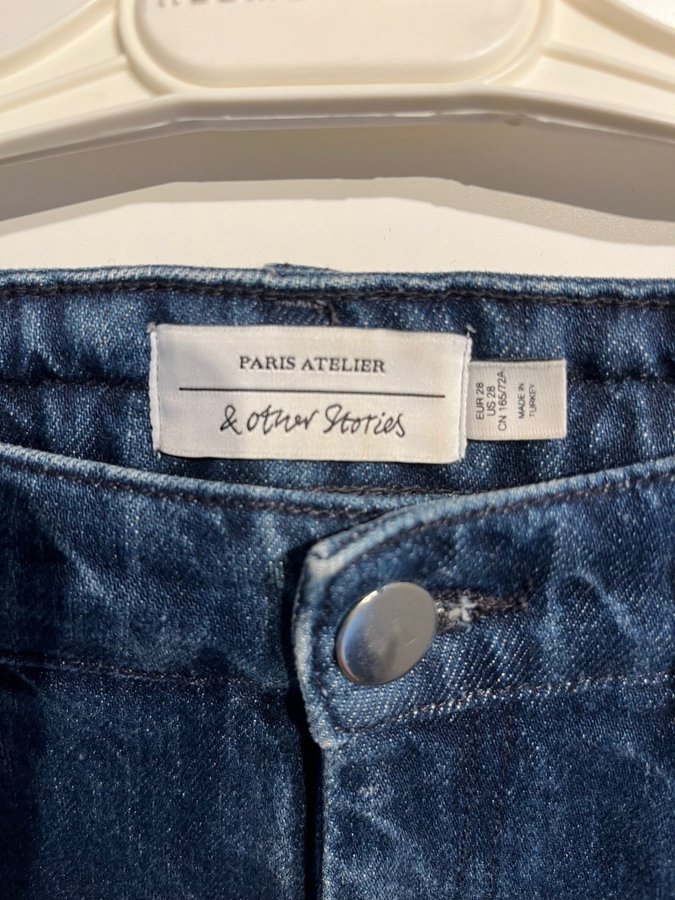 PARIS ATELIER
& other Stories
EUR 28
US 28
CN 165/72A
MADE IN
TURKEY